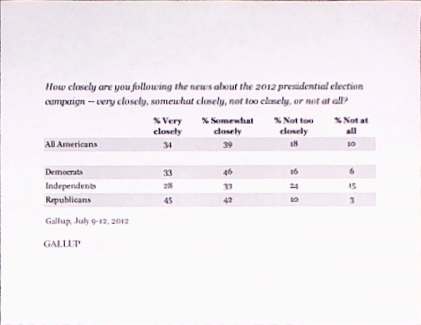 How closely are you following the news about the 2012 presidential election
campaign -- very closely, somewhat closely, not too closely, or not at all?
% Very closely % Somewhat closely % Not too closely % Not at all
All Americans 34 39 18 10
Democrats 33 46 16 6
Independents 28 33 24 15
Republicans 45 42 10 3
Gallup, July 9-12, 2012
GALLUP